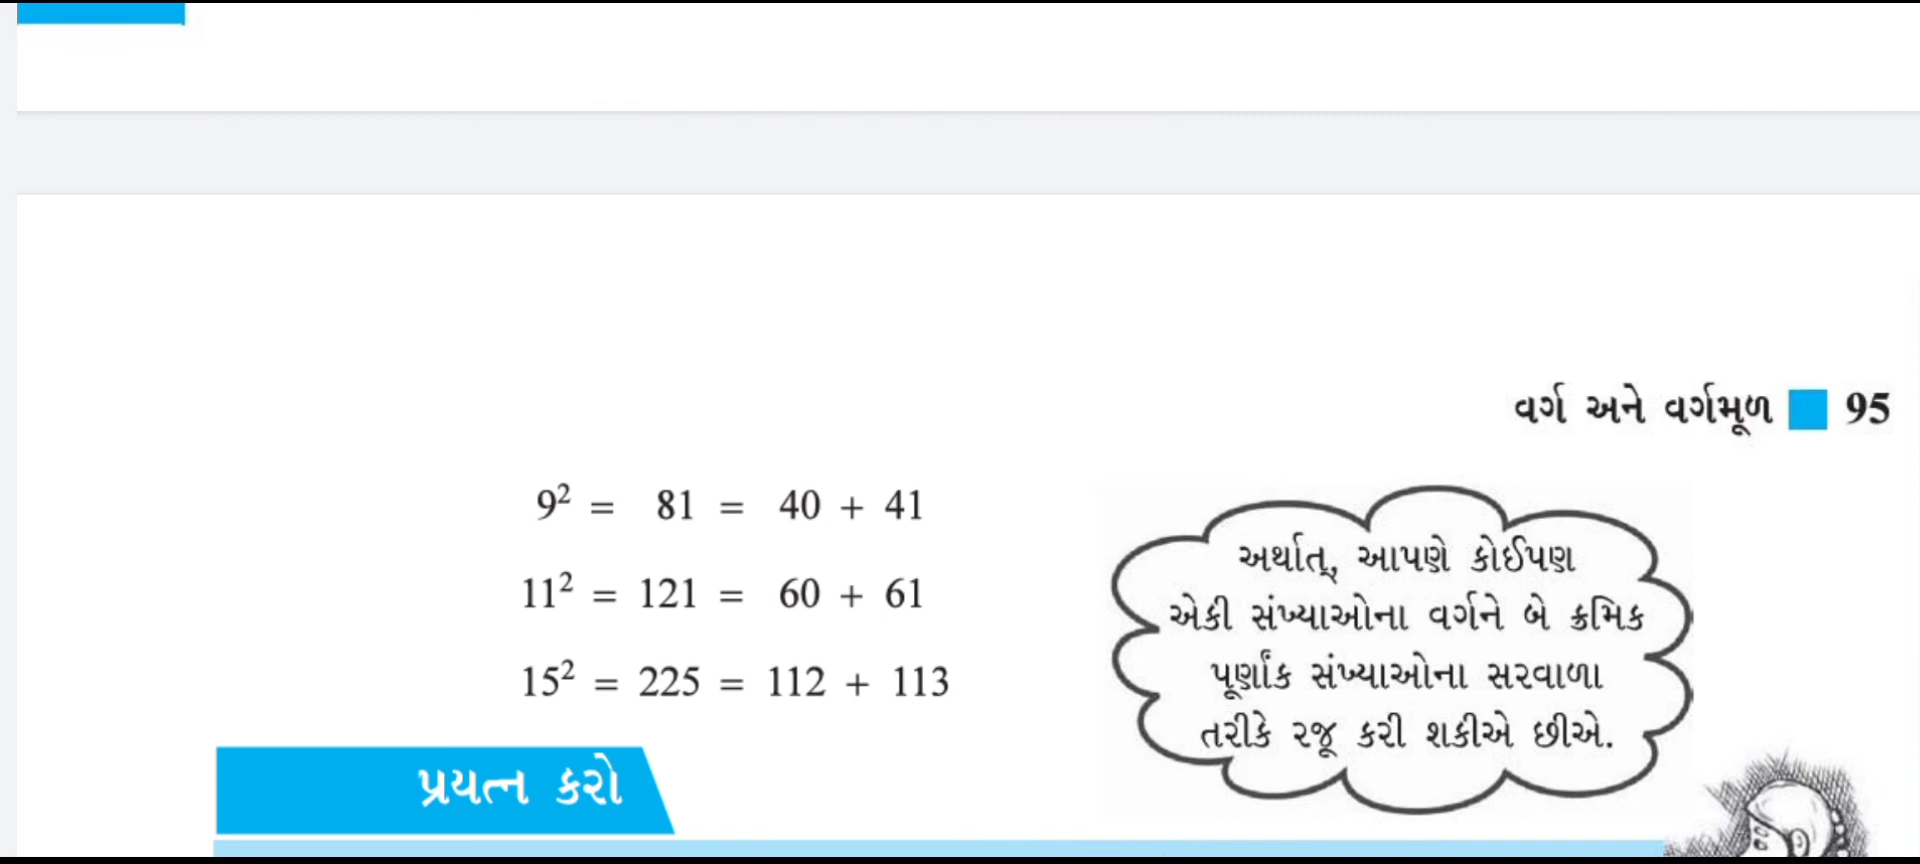 વર્ગ અને વર્ગમૂળ 95
9² = 81 = 40 + 41
11² = 121 = 60 + 61
15² = 225 = 112 + 113
અર્થાત્, આપણે કોઈપણ
એકી સંખ્યાઓના વર્ગને બે ક્રમિક
પૂર્ણાંક સંખ્યાઓના સરવાળા
તરીકે રજૂ કરી શકીએ છીએ.
પ્રયત્ન કરો